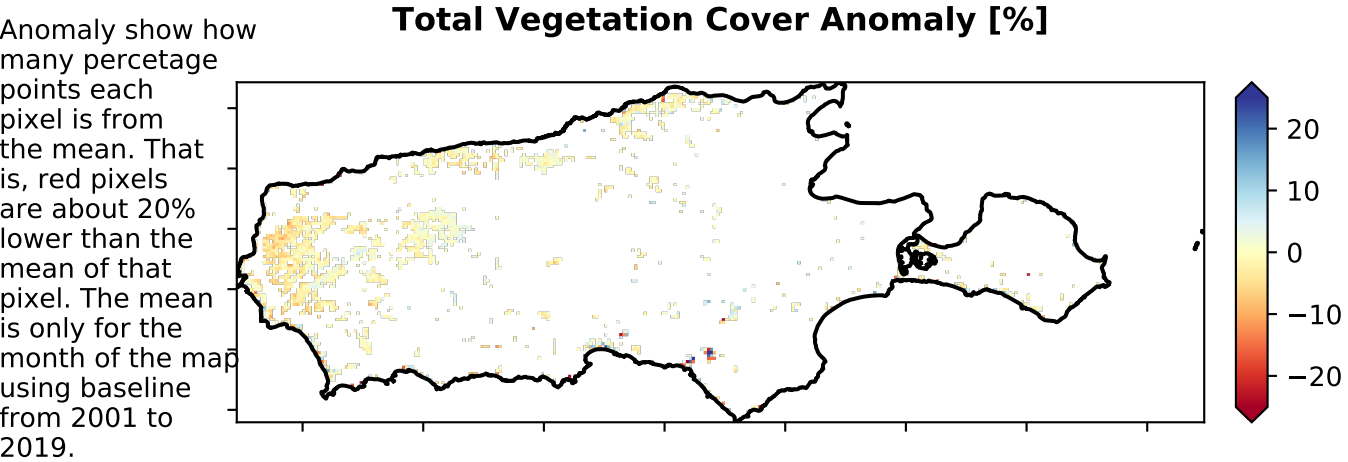 Total Vegetation Cover Anomaly [%]
Anomaly show how
many percetage
points each
pixel is from
the mean. That
is, red pixels
are about 20%
lower than the
mean of that
pixel. The mean
is only for the
month of the map
using baseline
from 2001 to
2019.
20
10
0
−10
−20